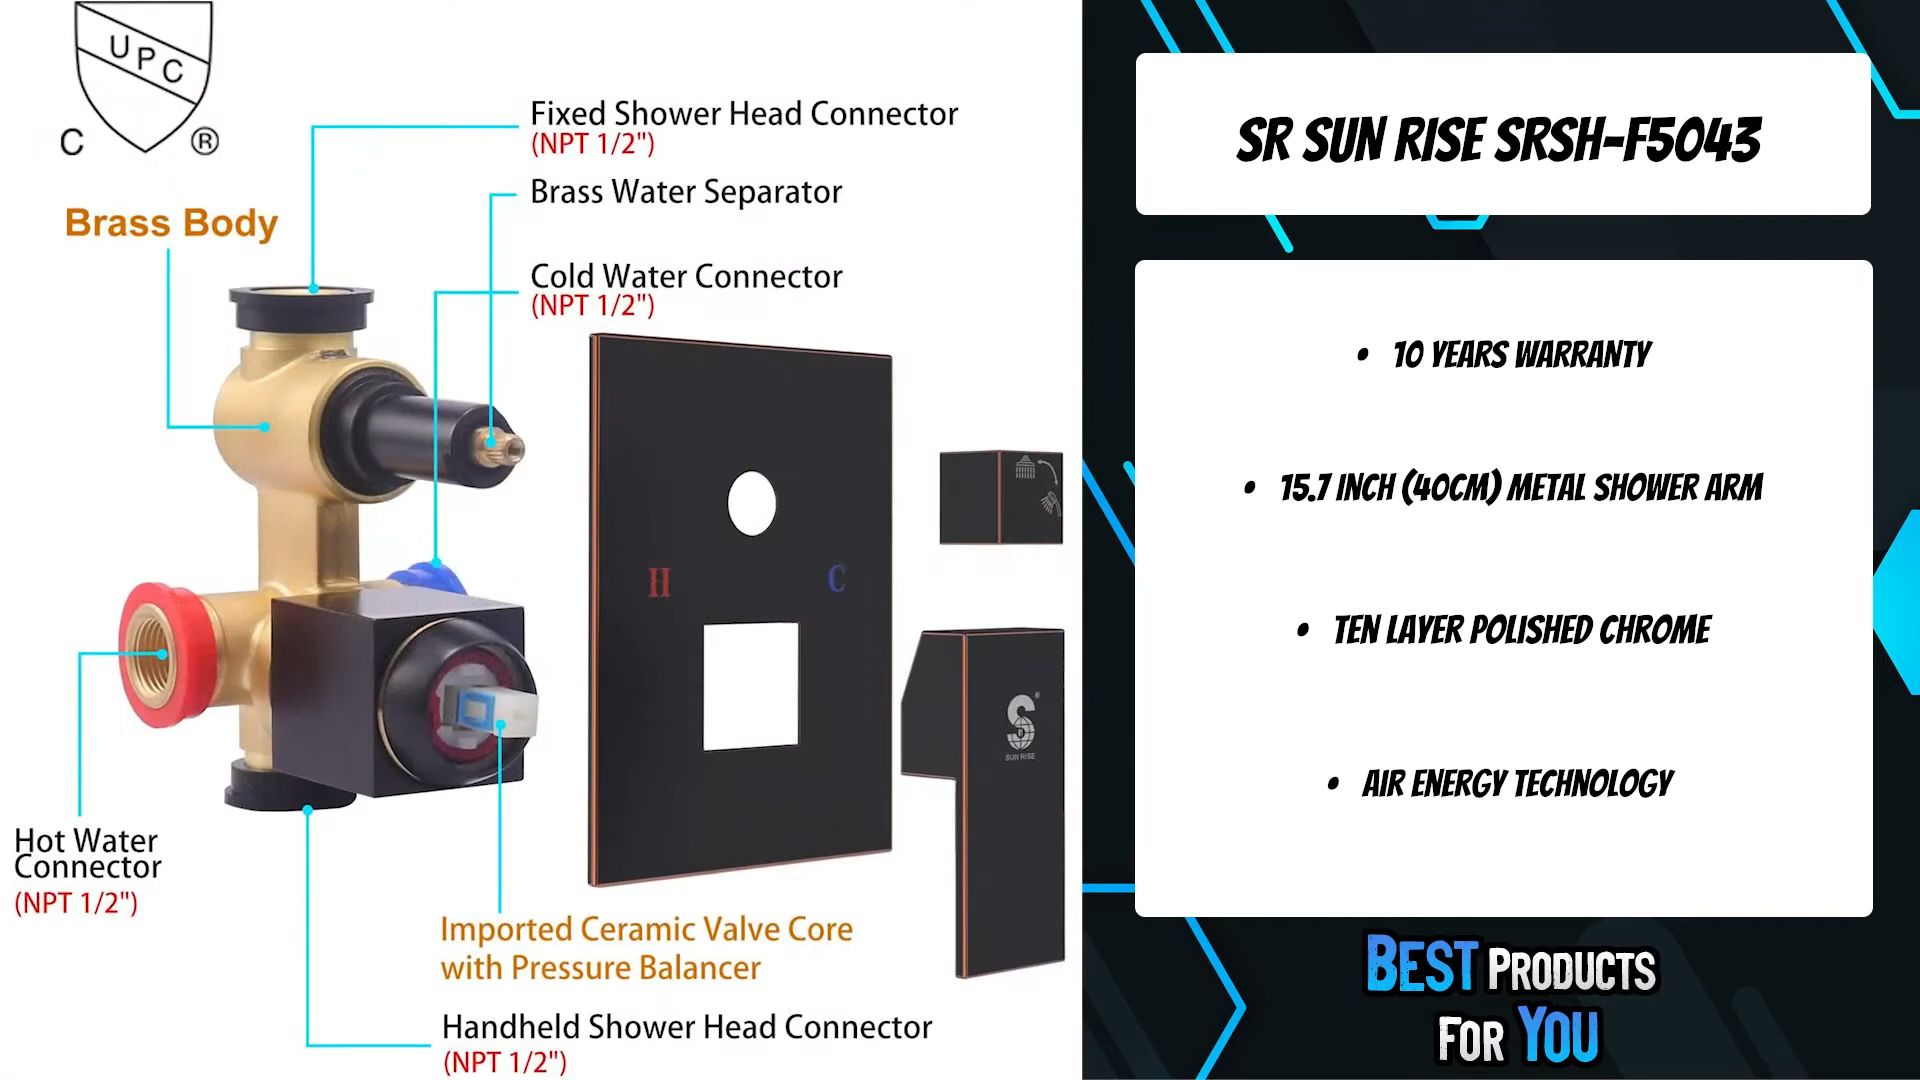 UPC
C ®
Fixed Shower Head Connector
(NPT 1/2")
Brass Water Separator
Brass Body
Cold Water Connector
(NPT 1/2")
H C
S®
SUN RISE
Hot Water
Connector
(NPT 1/2")
Imported Ceramic Valve Core
with Pressure Balancer
Handheld Shower Head Connector
(NPT 1/2")
SR SUN RISE SRSH-F5043
• 10 YEARS WARRANTY
• 15.7 INCH (40CM) METAL SHOWER ARM
• TEN LAYER POLISHED CHROME
• AIR ENERGY TECHNOLOGY
BEST PRODUCTS
FOR YOU